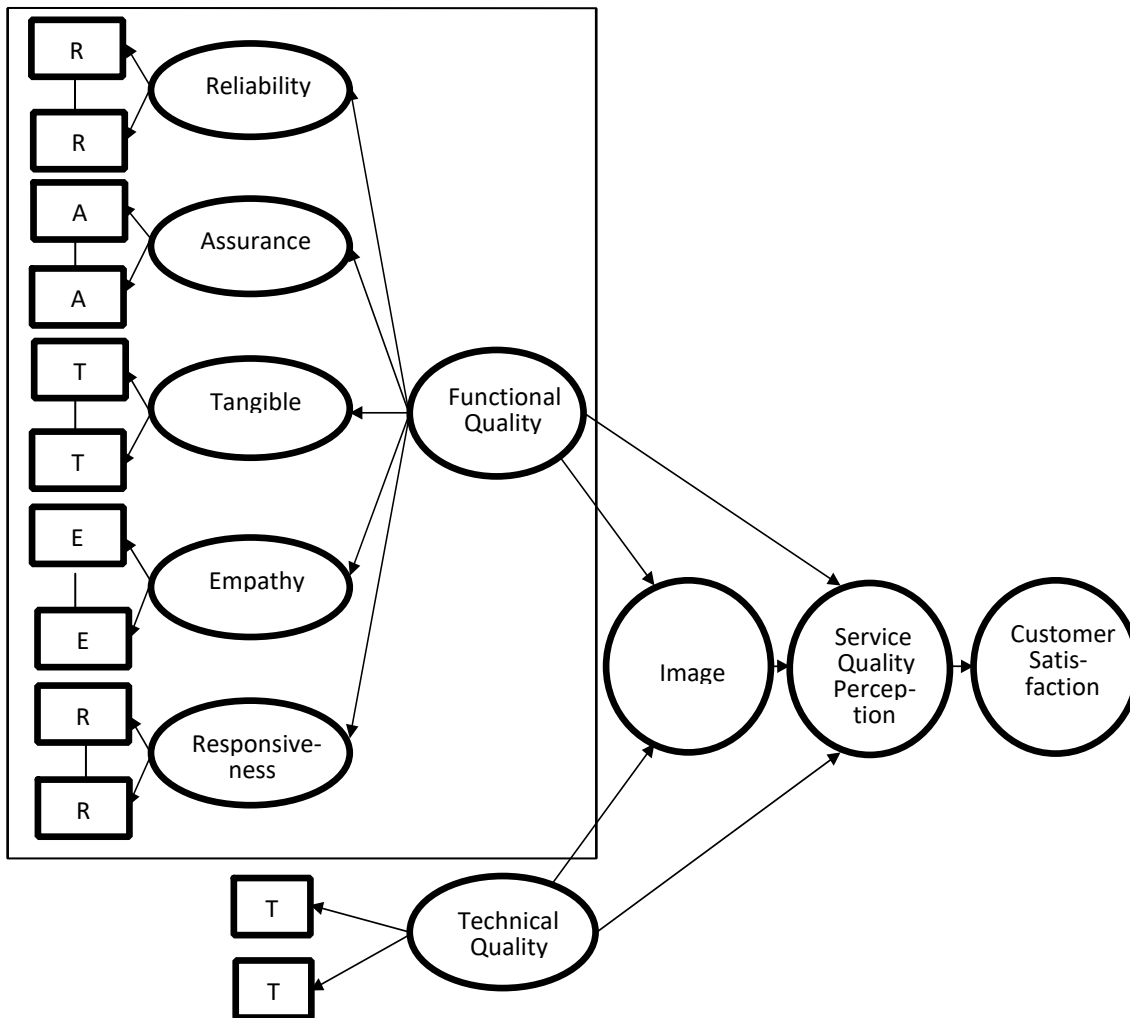 R
Reliability
R
A
Assurance
A
T
Tangible
T
Functional
Quality
E
Empathy
E
Image
Service
Quality
Percep-
tion
Customer
Satis-
faction
R
Responsive-
ness
R
T
Technical
Quality
T